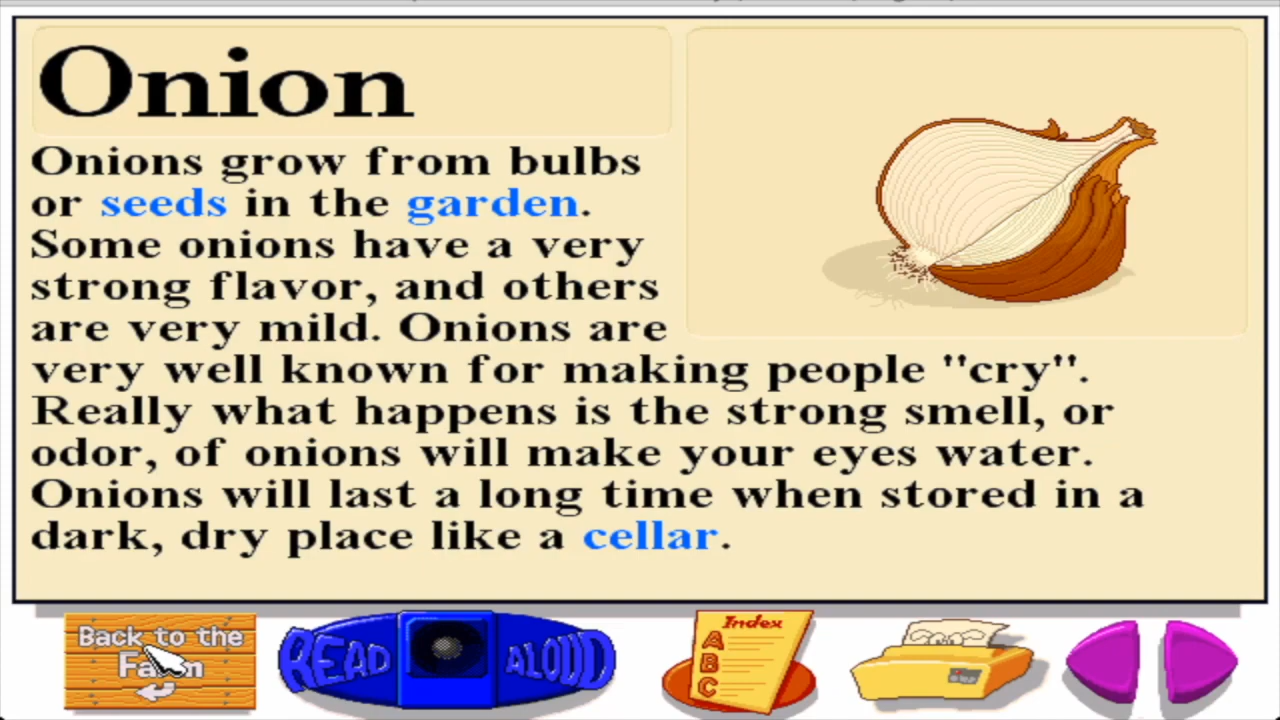 Onion
Onions grow from bulbs
or seeds in the garden.
Some onions have a very
strong flavor, and others
are very mild. Onions are
very well known for making people "cry".
Really what happens is the strong smell, or
odor, of onions will make your eyes water.
Onions will last a long time when stored in a
dark, dry place like a cellar.
Back to the
Farm
READ ALOUD
Index
A
B
C